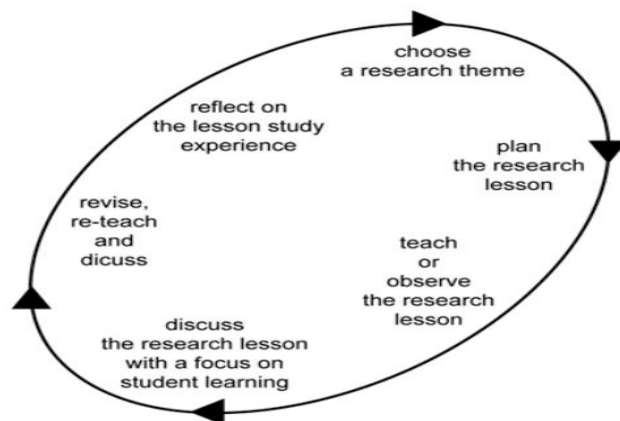 choose
a research theme
plan
the research
lesson
teach
or
observe
the research
lesson
discuss
the research lesson
with a focus on
student learning
revise,
re-teach
and
dicuss
reflect on
the lesson study
experience